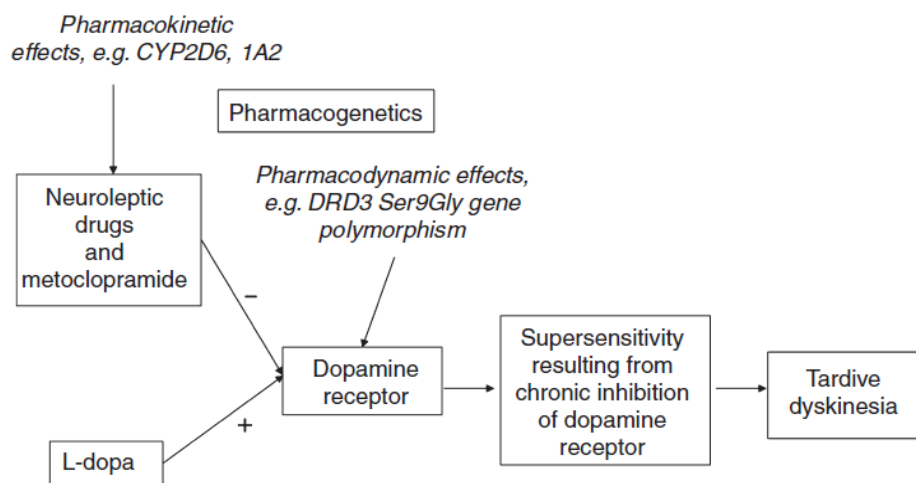 Pharmacokinetic
effects, e.g. CYP2D6, 1A2
Pharmacogenetics
Neuroleptic
drugs
and
metoclopramide
Pharmacodynamic effects,
e.g. DRD3 Ser9Gly gene
polymorphism
−
Dopamine
receptor
Supersensitivity
resulting from
chronic inhibition
of dopamine
receptor
Tardive
dyskinesia
+
L-dopa